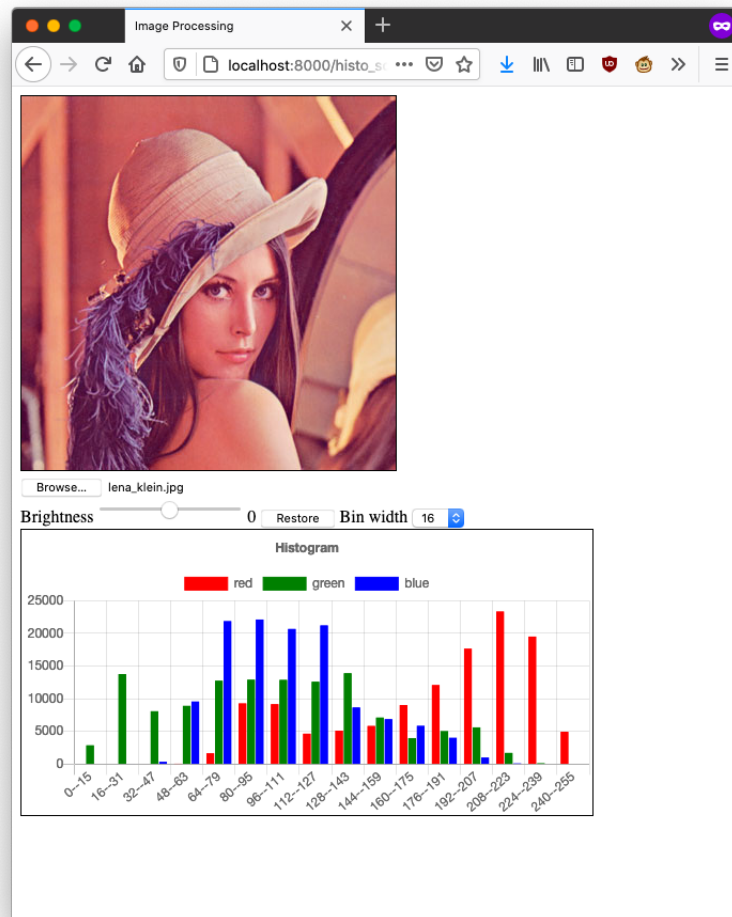 Image Processing
localhost:8000/histo_s
Browse... lena_klein.jpg
Brightness 0 Restore Bin width 16
Histogram
red green blue
25000
20000
15000
10000
5000
0
0--15 16--31 32--47 48--63 64--79 80--95 96--111 112--127 128--143 144--159 160--175 176--191 192--207 208--223 224--239 240--255